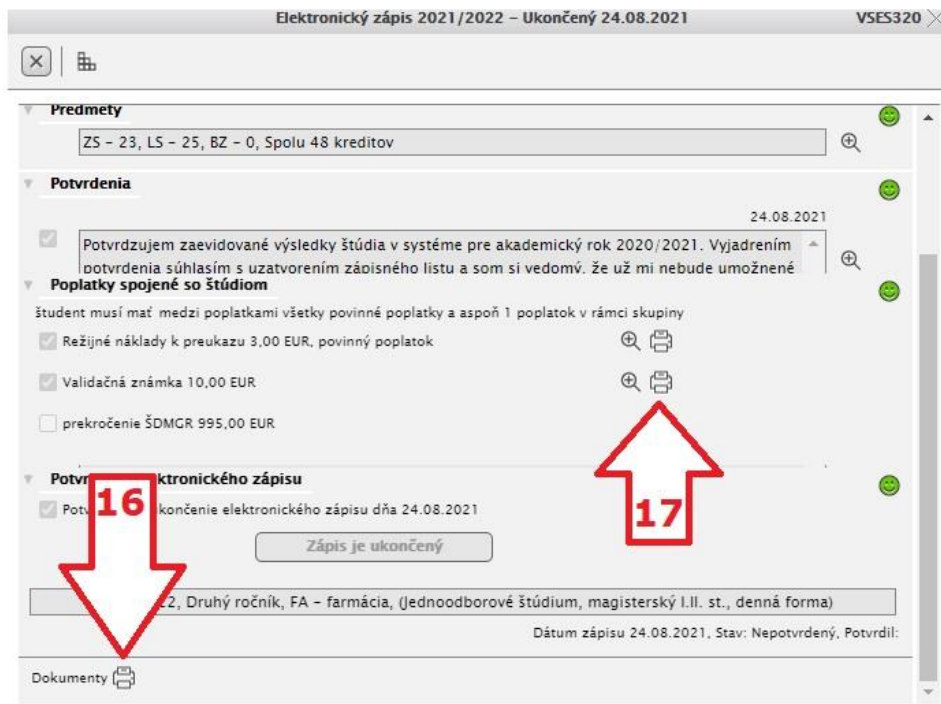 Elektronický zápis 2021/2022 – Ukončený 24.08.2021 VSES320
Predmety
ZS – 23, LS – 25, BZ – 0, Spolu 48 kreditov
Potvrdenia
24.08.2021
Potvrdzujem zaevidované výsledky štúdia v systéme pre akademický rok 2020/2021. Vyjadrením
potvrdenia súhlasím s uzatvorením zápisného listu a som si vedomý, že už mi nebude umožnené
Poplatky spojené so štúdiom
študent musí mať medzi poplatkami všetky povinné poplatky a aspoň 1 poplatok v rámci skupiny
Režijné náklady k preukazu 3,00 EUR, povinný poplatok
Validačná známka 10,00 EUR
prekročenie ŠDMGR 995,00 EUR
Potv ktronického zápisu
16
17
Potv končenie elektronického zápisu dňa 24.08.2021
Zápis je ukončený
22, Druhý ročník, FA – farmácia, (Jednoodborové štúdium, magisterský I.II. st., denná forma)
Dátum zápisu 24.08.2021, Stav: Nepotvrdený, Potvrdil:
Dokumenty